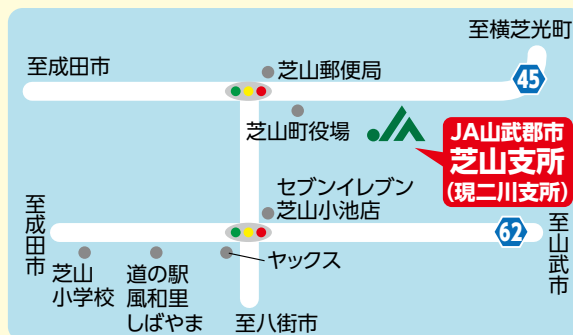 至横芝光町
至成田市
芝山郵便局
45
芝山町役場
JA山武郡市
芝山支所
(現二川支所)
セブンイレブン
芝山小池店
至成田市
62
至山武市
芝山
小学校
道の駅
風和里
しばやま
ヤックス
至八街市